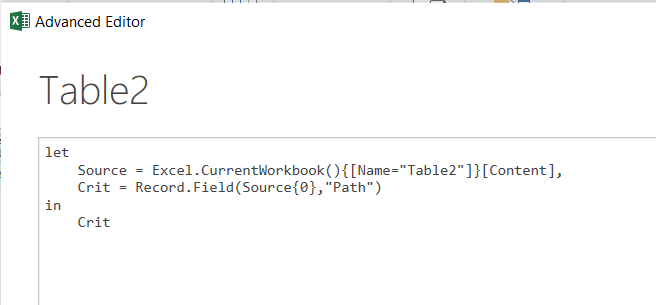 Advanced Editor
Table2
let
    Source = Excel.CurrentWorkbook(){[Name="Table2"]}[Content],
    Crit = Record.Field(Source{0},"Path")
in
    Crit